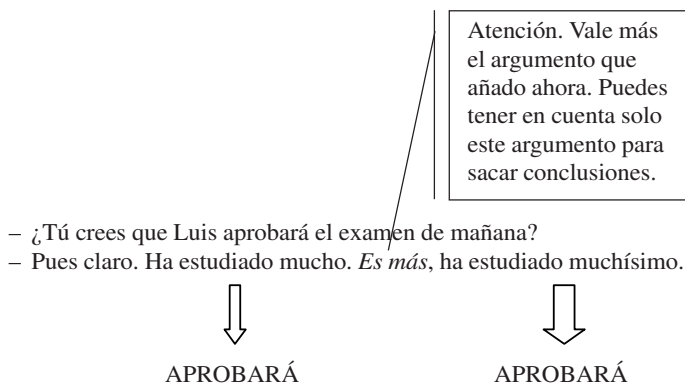 Atención. Vale más
el argumento que
añado ahora. Puedes
tener en cuenta solo
este argumento para
sacar conclusiones.
– ¿Tú crees que Luis aprobará el examen de mañana?
– Pues claro. Ha estudiado mucho. Es más, ha estudiado muchísimo.
APROBARÁ APROBARÁ